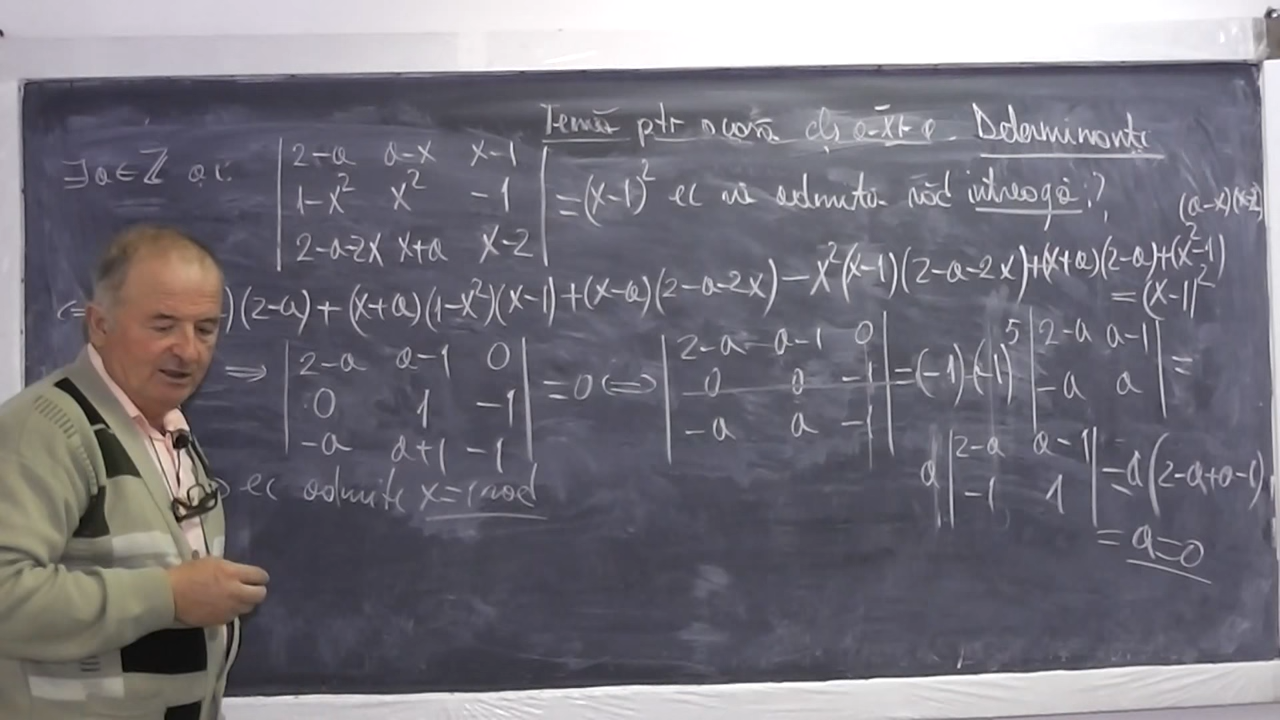 Temă ptr acasă cls a-XI-a Determinanți
∃ a∈ℤ a.î. | 2-a a-x x-1 |
| 1-x² x² -1 | = (x-1)² ec să admită răd întreagă?
| 2-a-2x x+a x-2 |
(a-x)(x-2)
)(2-a)+(x+a)(1-x²)(x-1)+(x-a)(2-a-2x)-x²(x-1)(2-a-2x)+(x+a)(2-a)+(x²-1)
=(x-1)²
⇒ | 2-a a-1 0 |
| 0 1 -1 | =0 ⇔
| -a a+1 -1 |
| 2-a a-1 0 |
| 0 0 -1 | =(-1)·(-1)⁵ | 2-a a-1 |
| -a a -1 | | -a a | =
a | 2-a a-1 |
| -1 1 | =a(2-a+a-1)
= a=0
ec admite x=1 răd